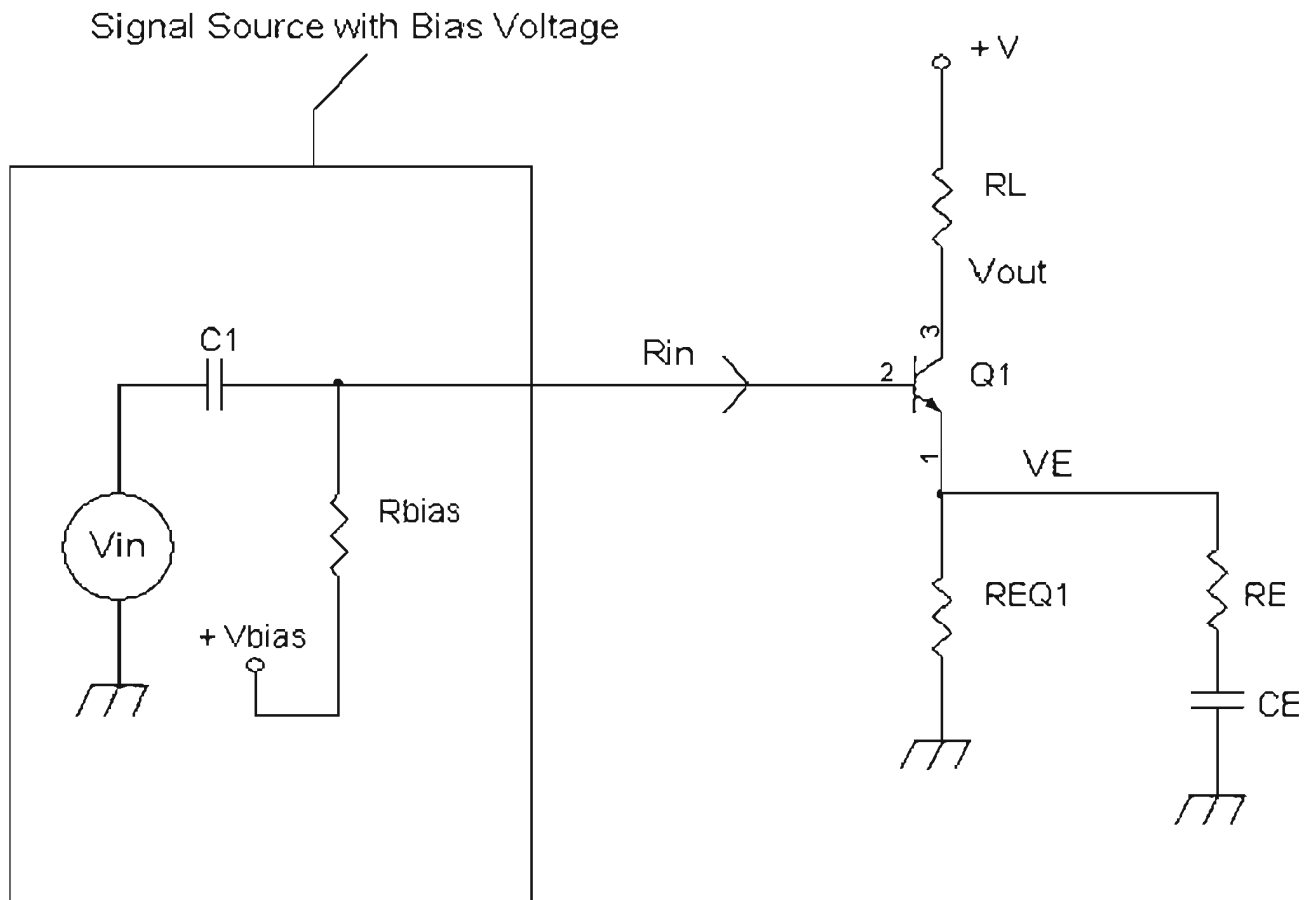 Signal Source with Bias Voltage
+ V
RL
Vout
C1
Rin
3
2
Q1
1
VE
Rbias
Vin
REQ1
RE
+ Vbias
CE